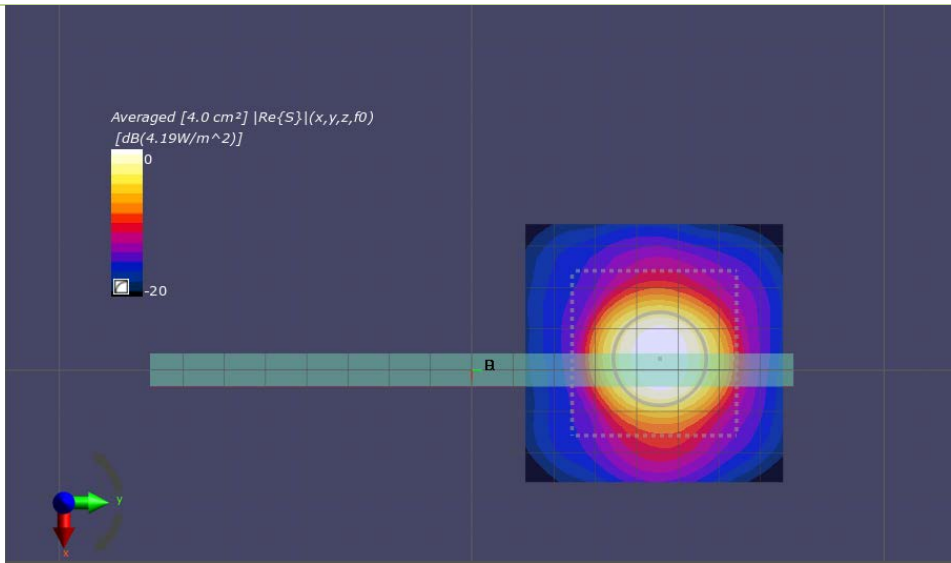 Averaged [4.0 cm²] |Re{S}|(x,y,z,f0)
[dB(4.19W/m^2)]
0
-20
y
x